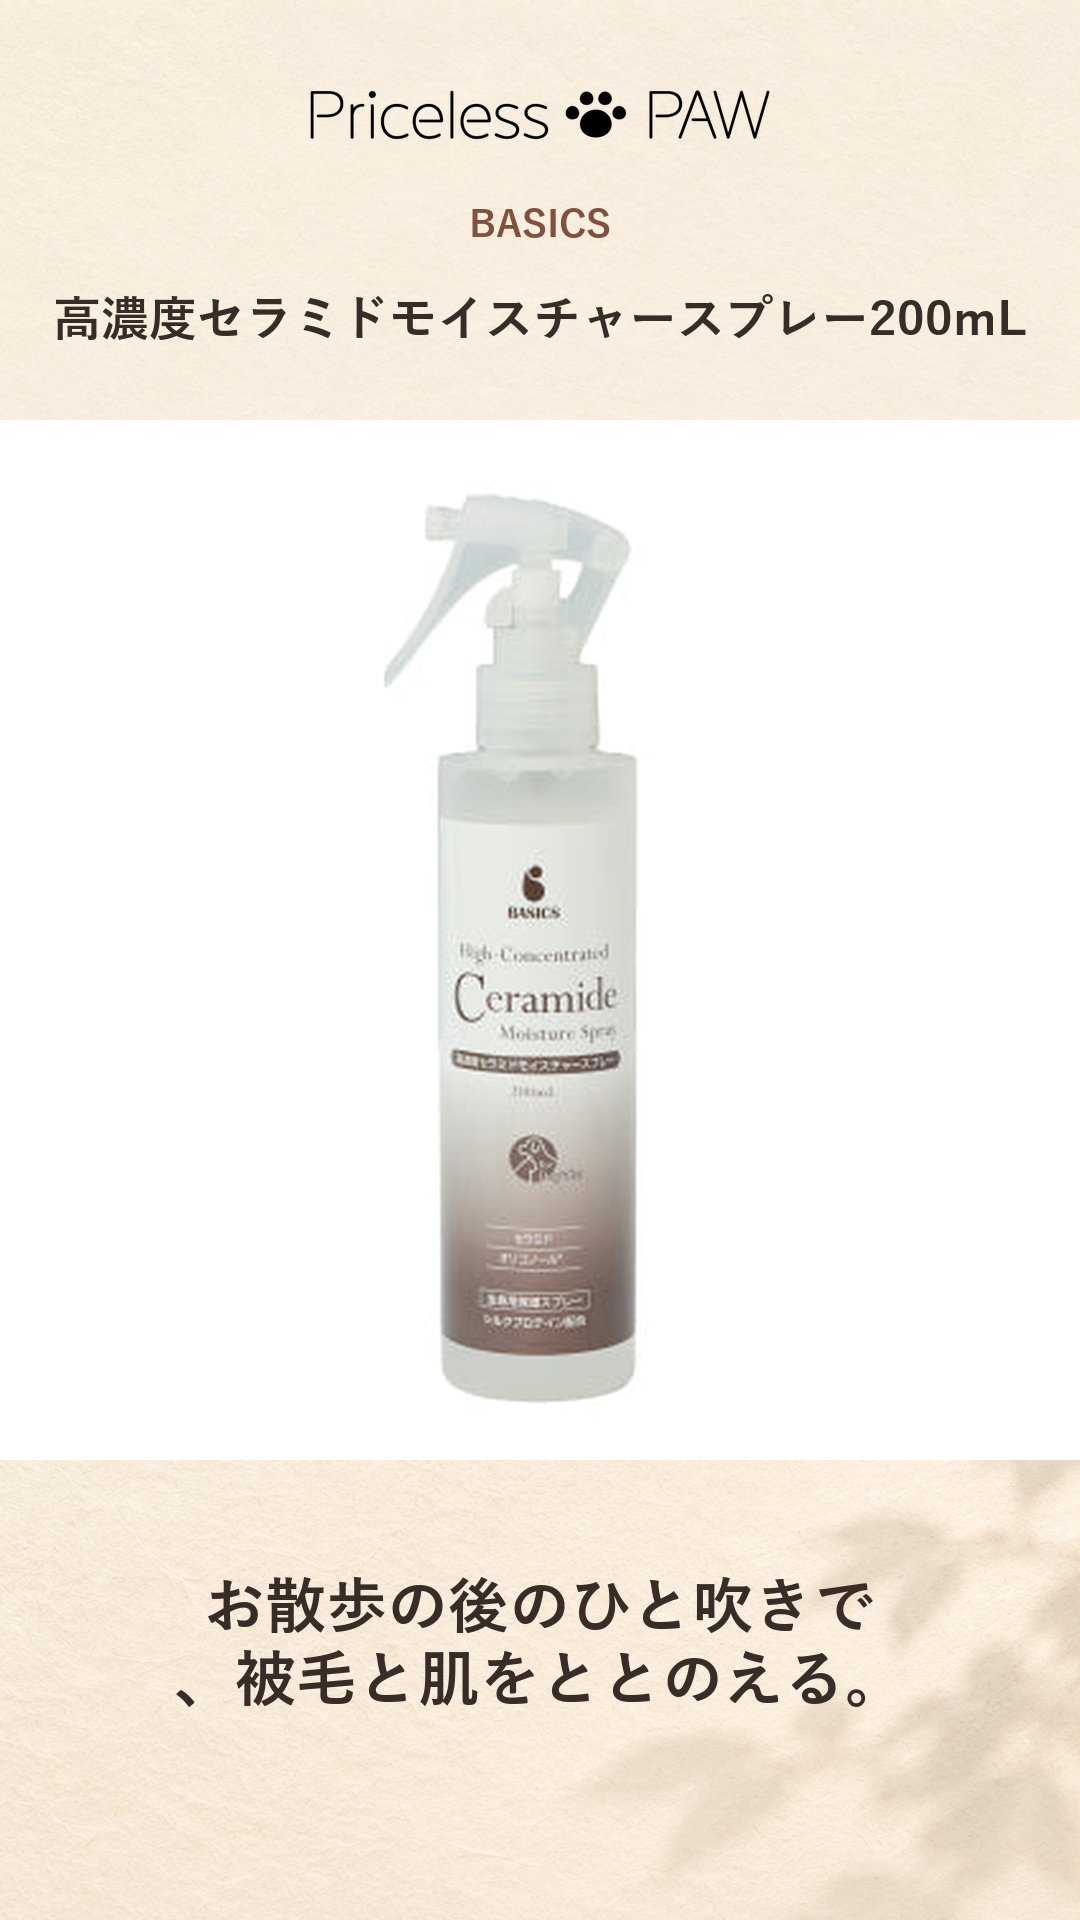 Priceless PAW
BASICS
高濃度セラミドモイスチャースプレー200mL
BASICS
High-Concentrated
Ceramide
Moisture Spray
高濃度セラミドモイスチャースプレー
200mL
セラミド
オリゴノール®
シルクプロテイン配合
お散歩の後のひと吹きで
、被毛と肌をととのえる。